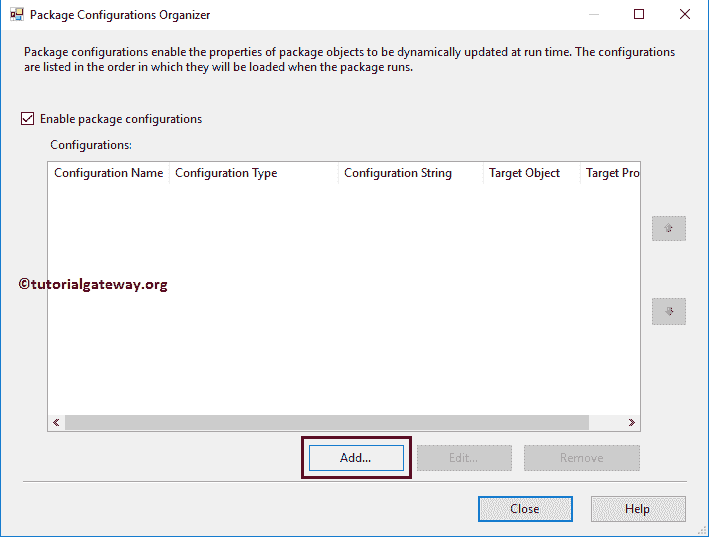 Package Configurations Organizer
Package configurations enable the properties of package objects to be dynamically updated at run time. The configurations
are listed in the order in which they will be loaded when the package runs.
Enable package configurations
Configurations:
Configuration Name Configuration Type Configuration String Target Object Target Pro
©tutorialgateway.org
Add... Edit... Remove
Close Help